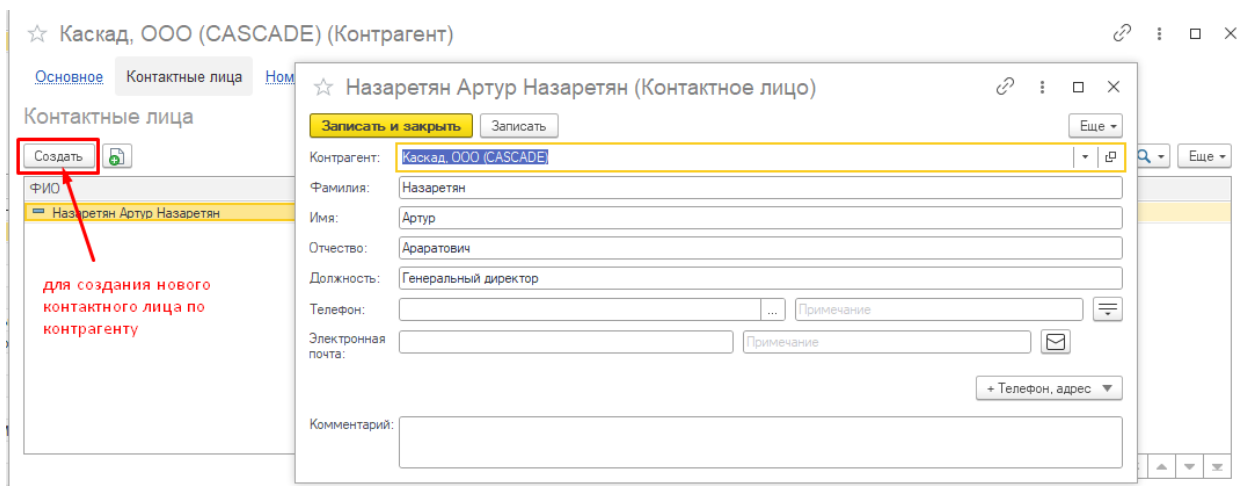 Каскад, ООО (CASCADE) (Контрагент)
Основное Контактные лица Ном
Контактные лица
Создать
Еще
ФИО
Назаретян Артур Назаретян
для создания нового
контактного лица по
контрагенту
Назаретян Артур Назаретян (Контактное лицо)
Записать и закрыть Записать Еще
Контрагент: Каскад, ООО (CASCADE)
Фамилия: Назаретян
Имя: Артур
Отчество: Араратович
Должность: Генеральный директор
Телефон: ... Примечание
Электронная
почта: Примечание
+ Телефон, адрес
Комментарий: